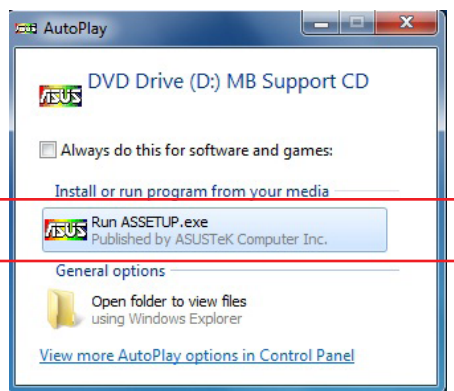 AutoPlay
DVD Drive (D:) MB Support CD
ASUS
Always do this for software and games:
Install or run program from your media
ASUS
Run ASSETUP.exe
Published by ASUSTeK Computer Inc.
General options
Open folder to view files
using Windows Explorer
View more AutoPlay options in Control Panel